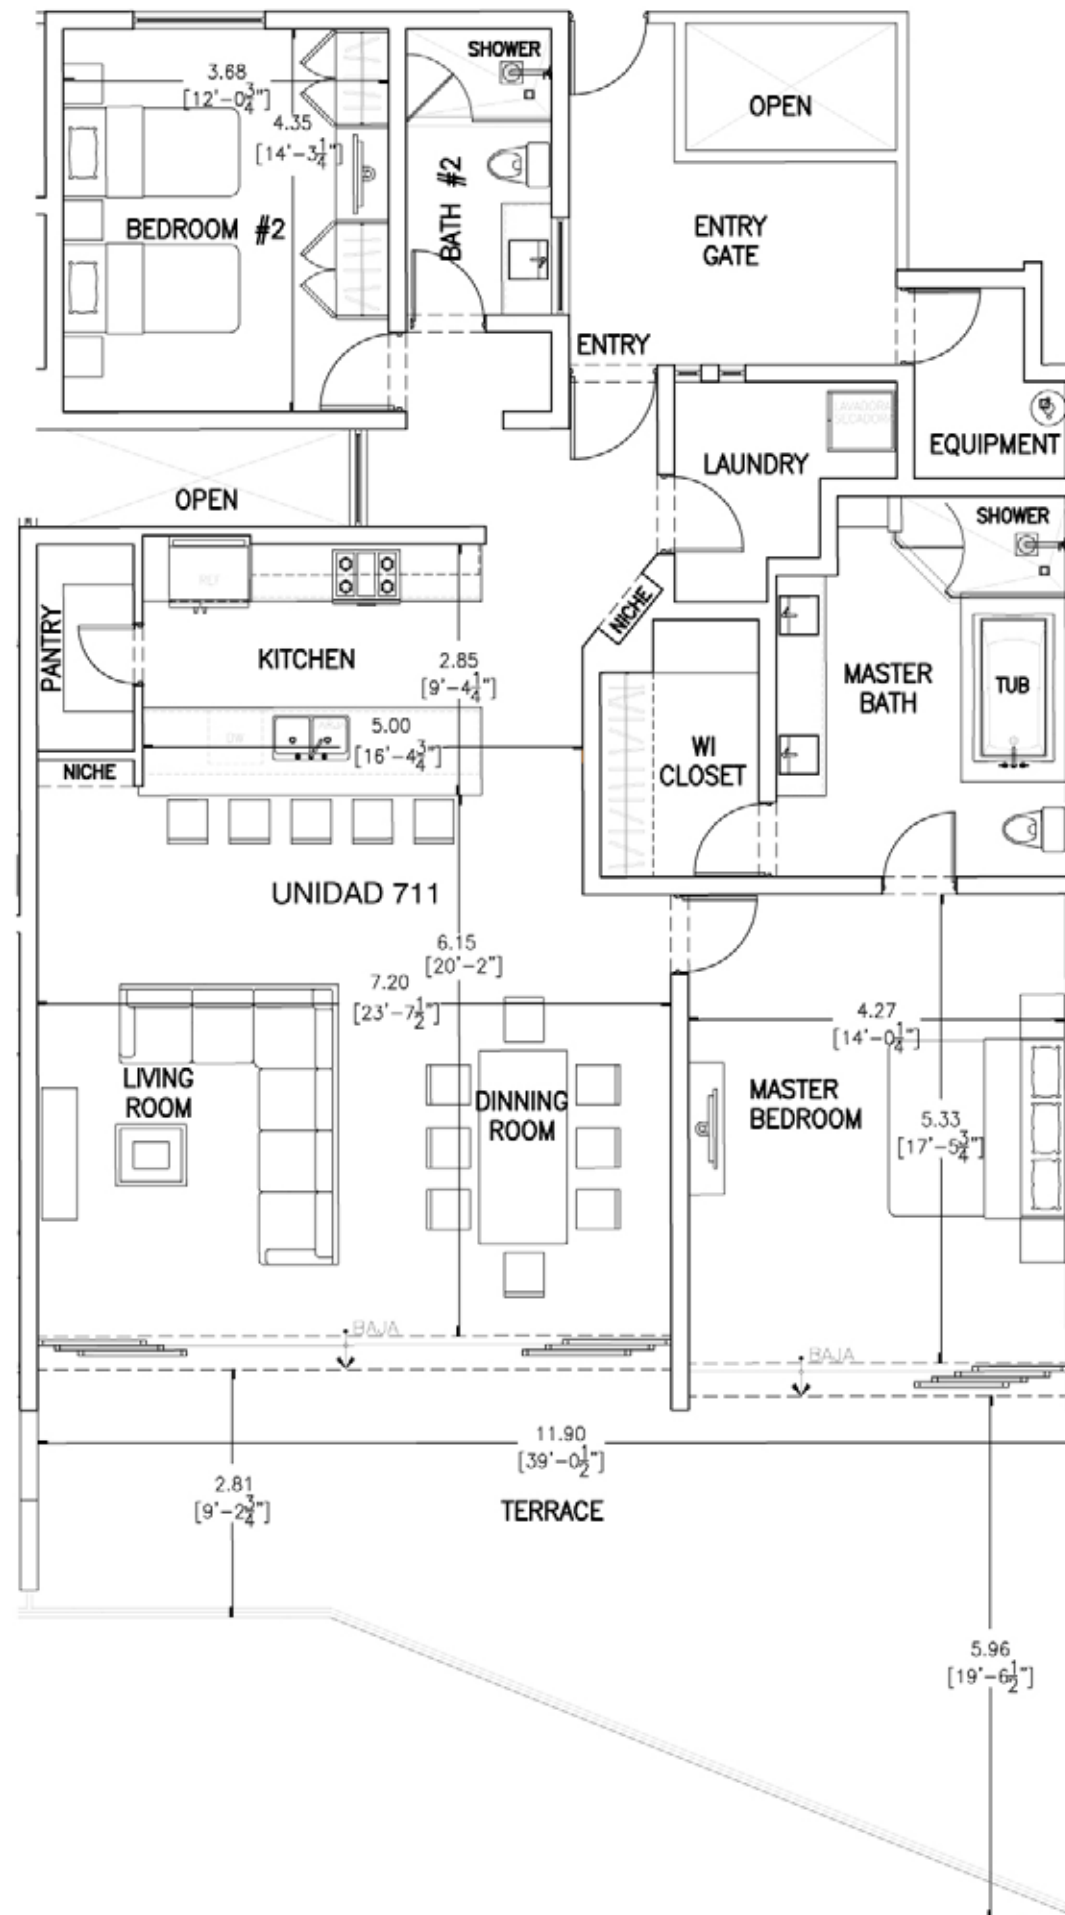 SHOWER
3.68
[12'-0¾"]
4.35
[14'-3¼"]
OPEN
BATH #2
BEDROOM #2
ENTRY
GATE
ENTRY
LAVADORA
SECADORA
EQUIPMENT
LAUNDRY
OPEN
SHOWER
REF
NICHE
PANTRY
KITCHEN
2.85
[9'-4¼"]
MASTER
BATH
TUB
5.00
[16'-4¾"]
DW
WI
CLOSET
NICHE
UNIDAD 711
6.15
[20'-2"]
7.20
[23'-7½"]
4.27
[14'-0¼"]
LIVING
ROOM
DINNING
ROOM
MASTER
BEDROOM
5.33
[17'-5¾"]
BAJA
BAJA
11.90
[39'-0½"]
2.81
[9'-2¾"]
TERRACE
5.96
[19'-6½"]